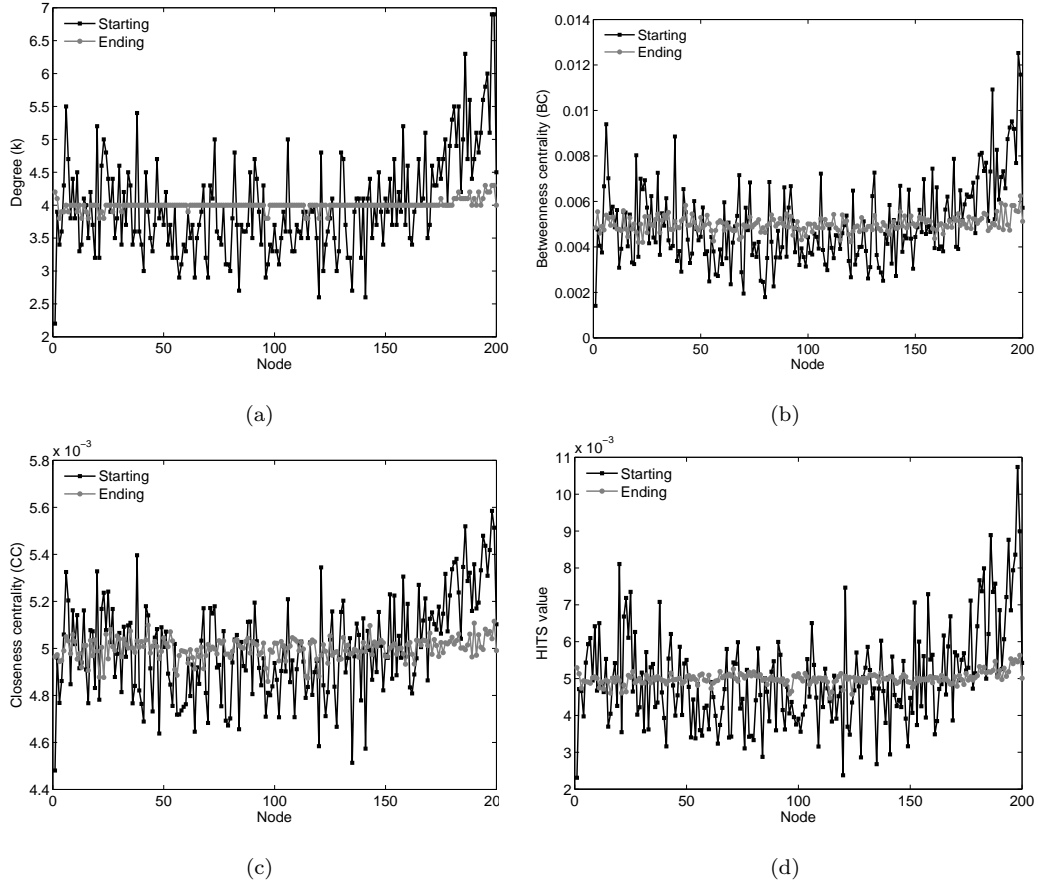 7
6.5
6
5.5
5
4.5
4
3.5
3
2.5
2
Degree (k)
Starting
Ending
0 50 100 150 200
Node
(a)
0.014
0.012
0.01
0.008
0.006
0.004
0.002
0
Betweenness centrality (BC)
Starting
Ending
0 50 100 150 200
Node
(b)
x 10⁻³
5.8
5.6
5.4
5.2
5
4.8
4.6
4.4
Closeness centrality (CC)
Starting
Ending
0 50 100 150 20
Node
(c)
x 10⁻³
11
10
9
8
7
6
5
4
3
2
HITS value
Starting
Ending
0 50 100 150 200
Node
(d)